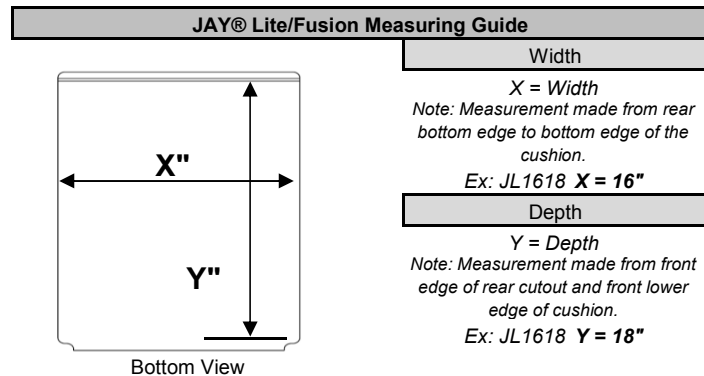 JAY® Lite/Fusion Measuring Guide
Width
X = Width
Note: Measurement made from rear
bottom edge to bottom edge of the
cushion.
Ex: JL1618 X = 16"
Depth
Y = Depth
Note: Measurement made from front
edge of rear cutout and front lower
edge of cushion.
Ex: JL1618 Y = 18"
X"
Y"
Bottom View